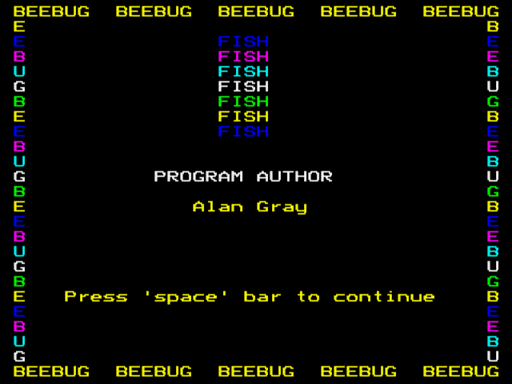 BEEBUG BEEBUG BEEBUG BEEBUG BEEBUG
E B
E FISH E
B FISH E
U FISH B
G FISH U
B FISH G
E FISH B
E FISH E
B E
U B
G PROGRAM AUTHOR U
B G
E Alan Gray B
E E
B E
U B
G U
B G
E Press 'space' bar to continue B
E E
B E
U B
G U
BEEBUG BEEBUG BEEBUG BEEBUG BEEBUG